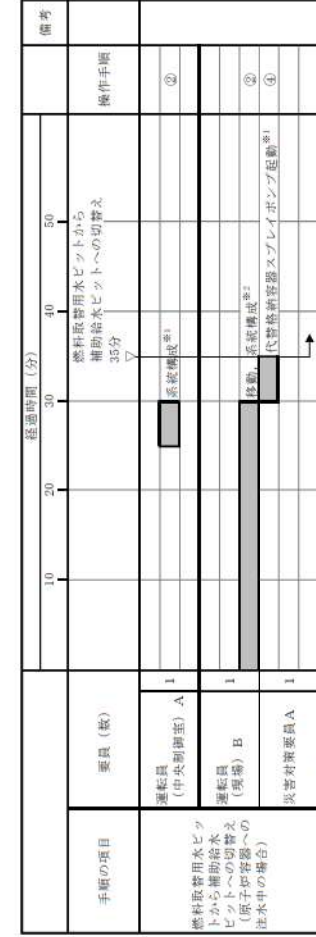 経過時間（分）
備考
10
20
30
40
50
手順の項目
要員（数）
操作手順
燃料取替用水ピットから
補助給水ピットへの切替え
35分
▽
燃料取替用水ピッ
トから補助給水
ピットへの切替え
（原子炉容器への
注水中の場合）
運転員
（中央制御室） A
1
系統構成※1
②
運転員
（現場） B
1
移動，系統構成※2
②
災害対策要員A
1
代替格納容器スプレイポンプ起動※1
④